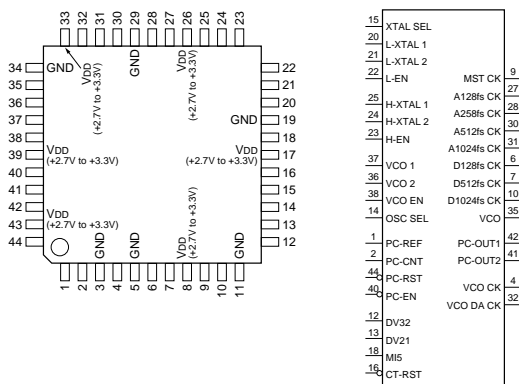 33 32 31 30 29 28 27 26 25 24 23
GND
VDD
(+2.7V to +3.3V)
GND
VDD
(+2.7V to +3.3V)
34
35
36
37
38
39
40
41
42
43
44
VDD
(+2.7V to +3.3V)
VDD
(+2.7V to +3.3V)
GND
VDD
(+2.7V to +3.3V)
22
21
20
19
18
17
16
15
14
13
12
GND
GND
VDD
(+2.7V to +3.3V)
GND
1 2 3 4 5 6 7 8 9 10 11
15 XTAL SEL
20 L-XTAL 1
21 L-XTAL 2
22 L-EN
25 H-XTAL 1
24 H-XTAL 2
23 H-EN
37 VCO 1
36 VCO 2
38 VCO EN
14 OSC SEL
1 PC-REF
2 PC-CNT
44 PC-RST
40 PC-EN
12 DV32
13 DV21
18 MI5
16 CT-RST
MST CK 9
A128fs CK 27
A258fs CK 28
A512fs CK 30
A1024fs CK 31
D128fs CK 6
D512fs CK 7
D1024fs CK 10
VCO 35
PC-OUT1 42
PC-OUT2 41
VCO CK 4
VCO DA CK 32